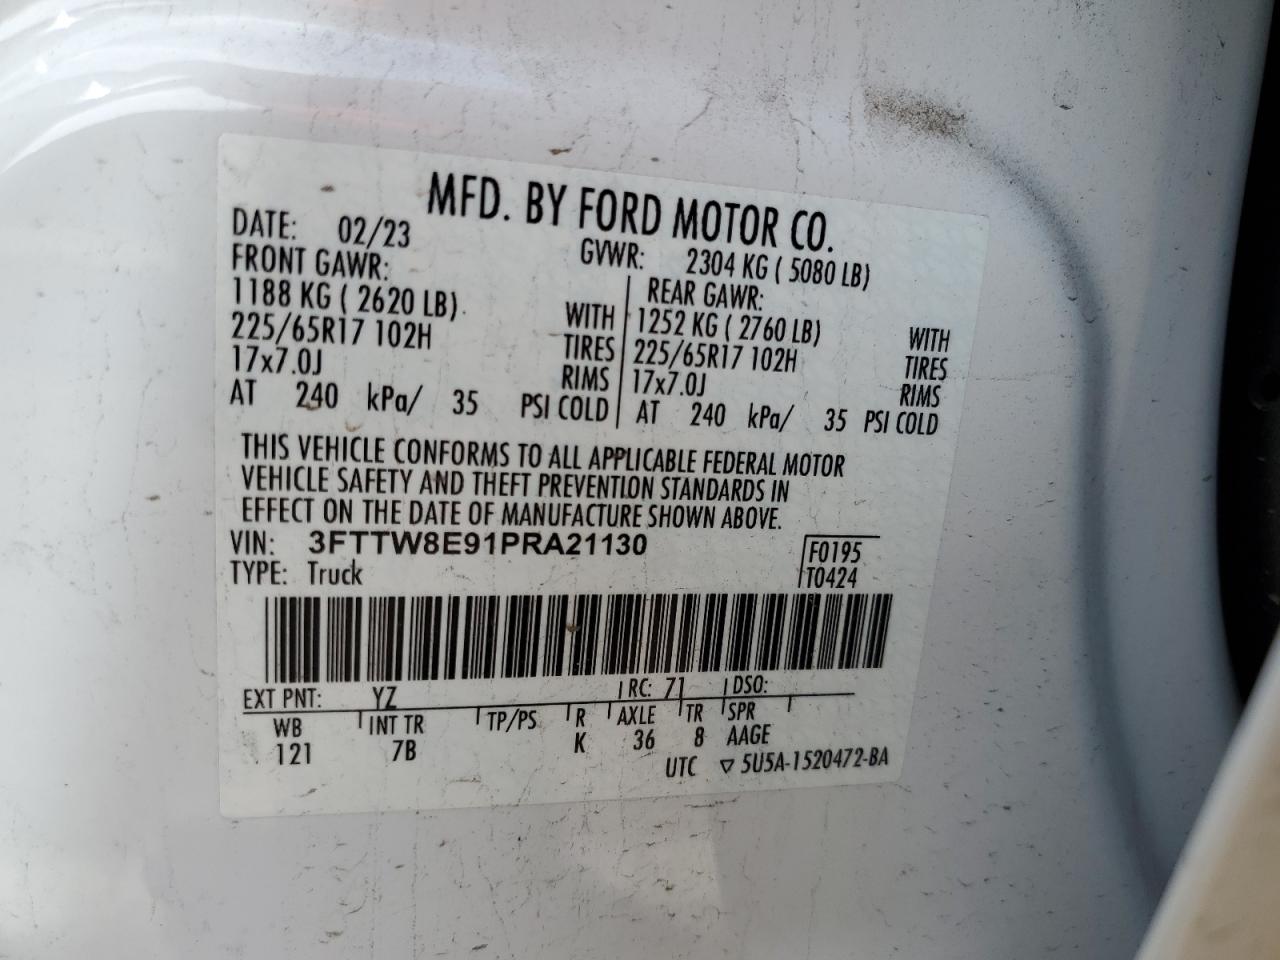 MFD. BY FORD MOTOR CO.
DATE: 02/23 GVWR: 2304 KG ( 5080 LB)
FRONT GAWR: REAR GAWR:
1188 KG ( 2620 LB) WITH 1252 KG ( 2760 LB) WITH
225/65R17 102H TIRES 225/65R17 102H TIRES
17x7.0J RIMS 17x7.0J RIMS
AT 240 kPa/ 35 PSI COLD AT 240 kPa/ 35 PSI COLD
THIS VEHICLE CONFORMS TO ALL APPLICABLE FEDERAL MOTOR
VEHICLE SAFETY AND THEFT PREVENTION STANDARDS IN
EFFECT ON THE DATE OF MANUFACTURE SHOWN ABOVE.
VIN: 3FTTW8E91PRA21130 F0195
TYPE: Truck T0424
EXT PNT: YZ RC: 71 DSO:
WB INT TR TP/PS R AXLE TR SPR
121 7B K 36 8 AAGE
UTC ▽ 5U5A-1520472-BA